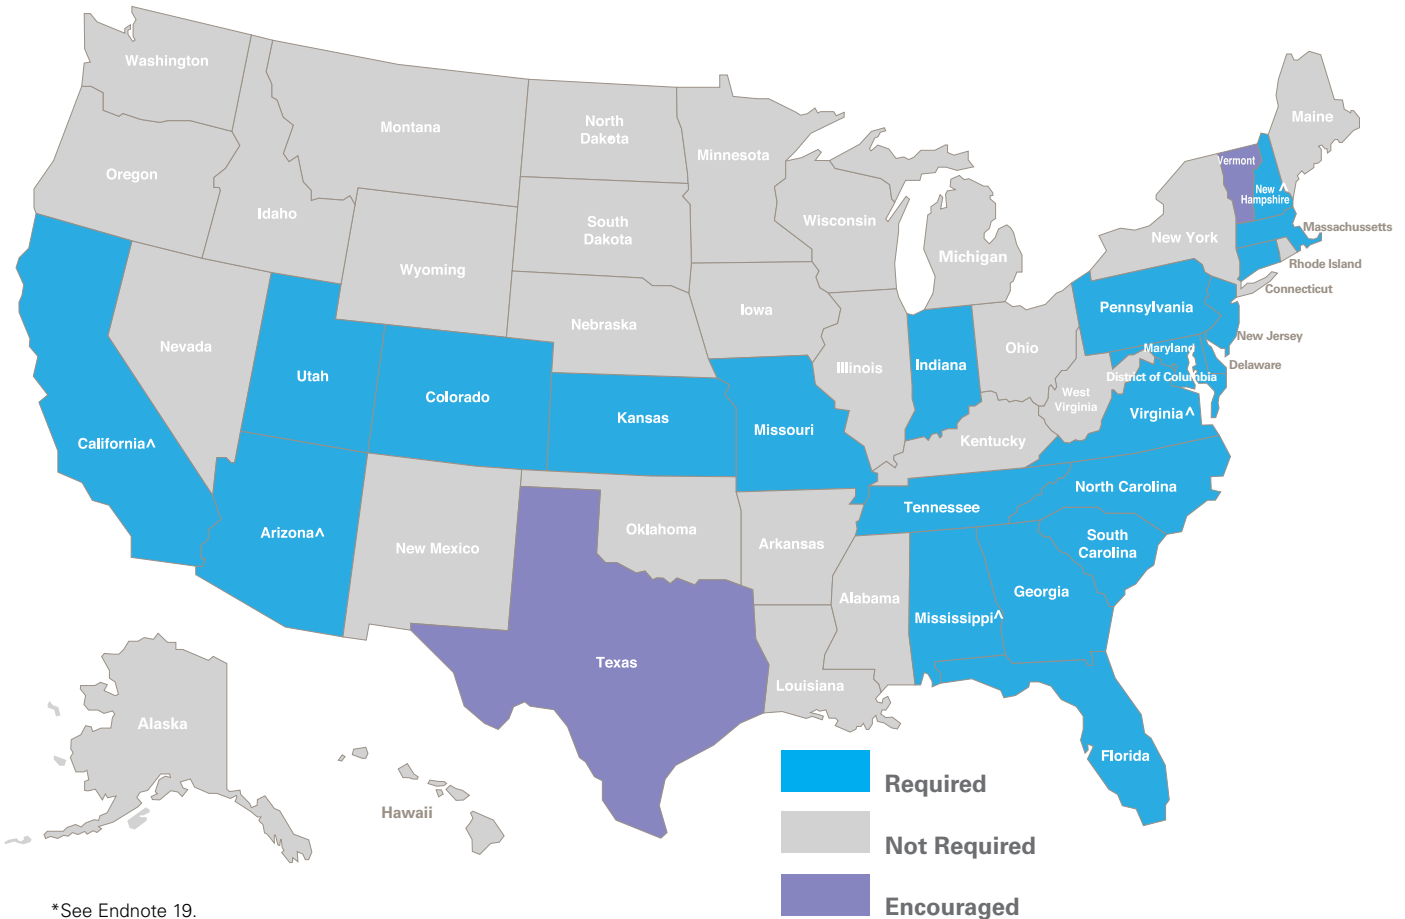 Washington
Montana
North
Dakota
Minnesota
Maine
Oregon
Idaho
Vermont
New ^
Hampshire
Wisconsin
South
Dakota
Massachussetts
New York
Michigan
Wyoming
Rhode Island
Connecticut
Pennsylvania
Iowa
Nebraska
New Jersey
Nevada
Ohio
Maryland
Illinois
Indiana
Delaware
Utah
District of Columbia
Colorado
West
Virginia
Virginia^
Kansas
Missouri
Kentucky
California^
North Carolina
Tennessee
Arizona^
Oklahoma
South
Carolina
New Mexico
Arkansas
Georgia
Alabama
Mississippi^
Texas
Louisiana
Alaska
Florida
Hawaii
Required
Not Required
Encouraged
*See Endnote 19.